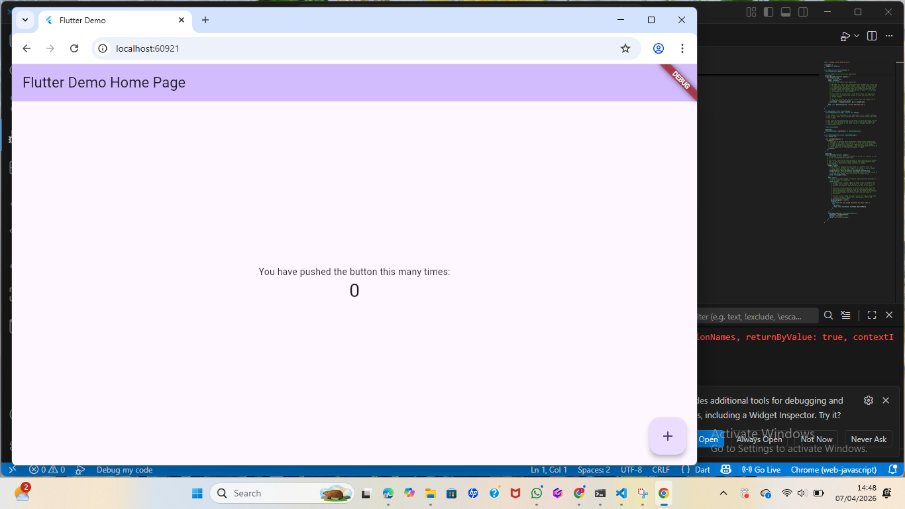 Flutter Demo
localhost:60921
Flutter Demo Home Page
DEBUG
You have pushed the button this many times:
0
lter (e.g. text, !exclude, \esca...
ionNames, returnByValue: true, contextI
des additional tools for debugging and
s, including a Widget Inspector. Try it?
Open Always Open Not Now Never Ask
Activate Windows
Go to Settings to activate Windows.
0 0 Debug my code Ln 1, Col 1 Spaces: 2 UTF-8 CRLF {} Dart Go Live Chrome (web-javascript)
2
Search
14:48
07/04/2026